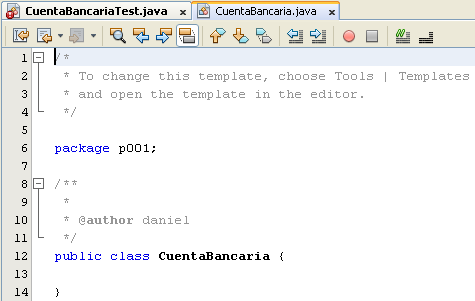 CuentaBancariaTest.java x CuentaBancaria.java x
1 /*
2 * To change this template, choose Tools | Templates
3 * and open the template in the editor.
4 */
5
6 package p001;
7
8 /**
9 *
10 * @author daniel
11 */
12 public class CuentaBancaria {
13
14 }